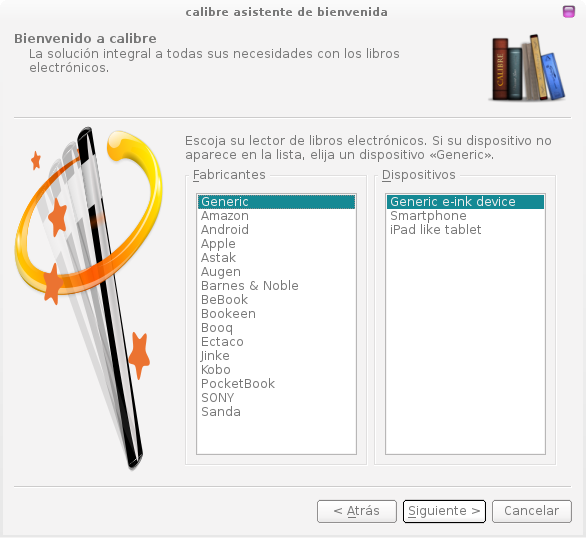 calibre asistente de bienvenida
Bienvenido a calibre
La solución integral a todas sus necesidades con los libros
electrónicos.
CALIBRE
Escoja su lector de libros electrónicos. Si su dispositivo no
aparece en la lista, elija un dispositivo «Generic».
Fabricantes
Generic
Amazon
Android
Apple
Astak
Augen
Barnes & Noble
BeBook
Bookeen
Booq
Ectaco
Jinke
Kobo
PocketBook
SONY
Sanda
Dispositivos
Generic e-ink device
Smartphone
iPad like tablet
< Atrás
Siguiente >
Cancelar